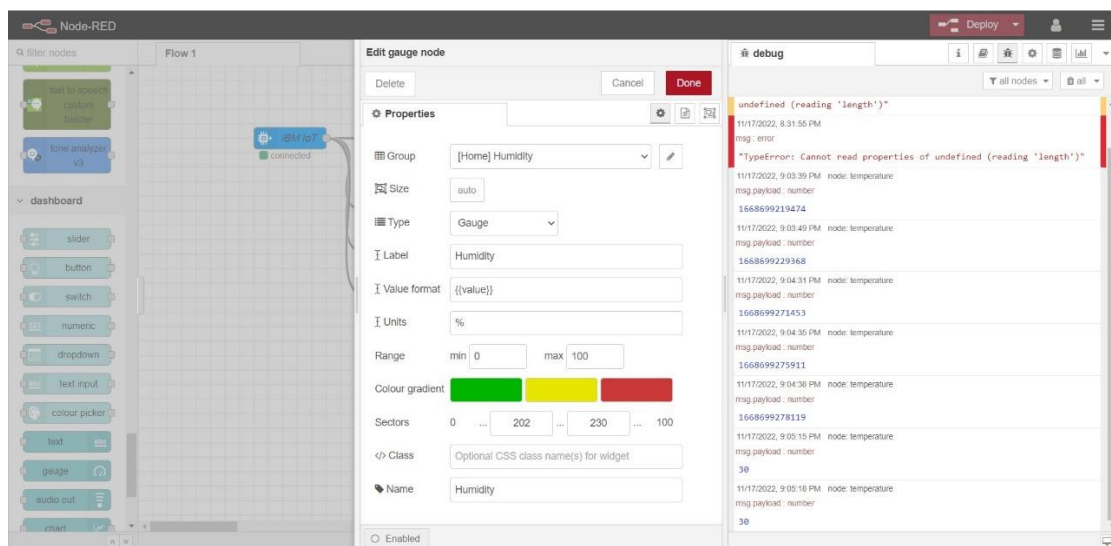 Node-RED
Deploy
filter nodes
Flow 1
text to speech
custom
builder
tone analyzer
v3
dashboard
slider
button
switch
numeric
dropdown
text input
colour picker
text
gauge
audio out
chart
IBM IoT
connected
Edit gauge node
Delete
Cancel
Done
Properties
Group
[Home] Humidity
Size
auto
Type
Gauge
Label
Humidity
Value format
{{value}}
Units
%
Range
min 0
max 100
Colour gradient
Sectors
0 ... 202 ... 230 ... 100
</> Class
Optional CSS class name(s) for widget
Name
Humidity
Enabled
debug
i
all nodes
all
undefined (reading 'length')"
11/17/2022, 8:31:55 PM
msg : error
"TypeError: Cannot read properties of undefined (reading 'length')"
11/17/2022, 9:03:39 PM node: temperature
msg.payload : number
1668699219474
11/17/2022, 9:03:49 PM node: temperature
msg.payload : number
1668699229368
11/17/2022, 9:04:31 PM node: temperature
msg.payload : number
1668699271453
11/17/2022, 9:04:35 PM node: temperature
msg.payload : number
1668699275911
11/17/2022, 9:04:38 PM node: temperature
msg.payload : number
1668699278119
11/17/2022, 9:05:15 PM node: temperature
msg.payload : number
30
11/17/2022, 9:05:18 PM node: temperature
msg.payload : number
30